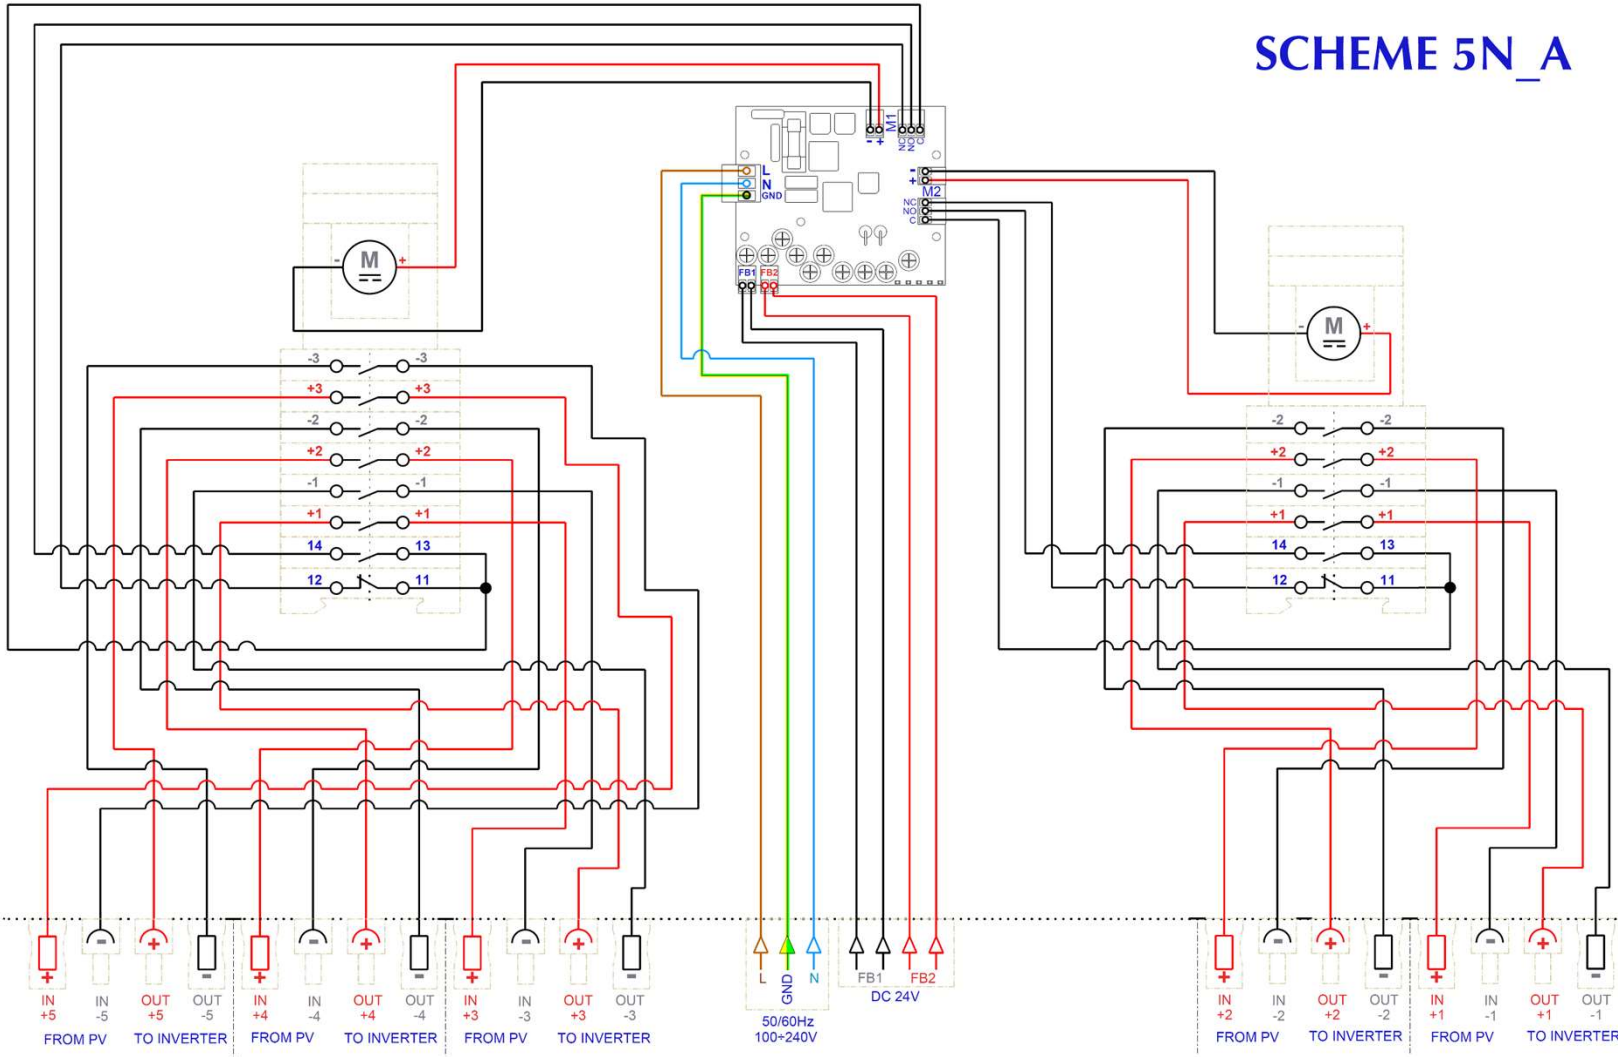 SCHEME 5N_A
M1
- +
NC NO C
L
N
GND
-
+
M2
NC
NO
C
FB1 FB2
- M +
- M +
-3 -3
+3 +3
-2 -2
+2 +2
-1 -1
+1 +1
14 13
12 11
-2 -2
+2 +2
-1 -1
+1 +1
14 13
12 11
+ - + - + - + - + - + -
+ - + - + - + -
L GND N
FB1 FB2
DC 24V
50/60Hz
100÷240V
IN IN OUT OUT IN IN OUT OUT IN IN OUT OUT
+5 -5 +5 -5 +4 -4 +4 -4 +3 -3 +3 -3
FROM PV TO INVERTER FROM PV TO INVERTER FROM PV TO INVERTER
IN IN OUT OUT IN IN OUT OUT
+2 -2 +2 -2 +1 -1 +1 -1
FROM PV TO INVERTER FROM PV TO INVERTER